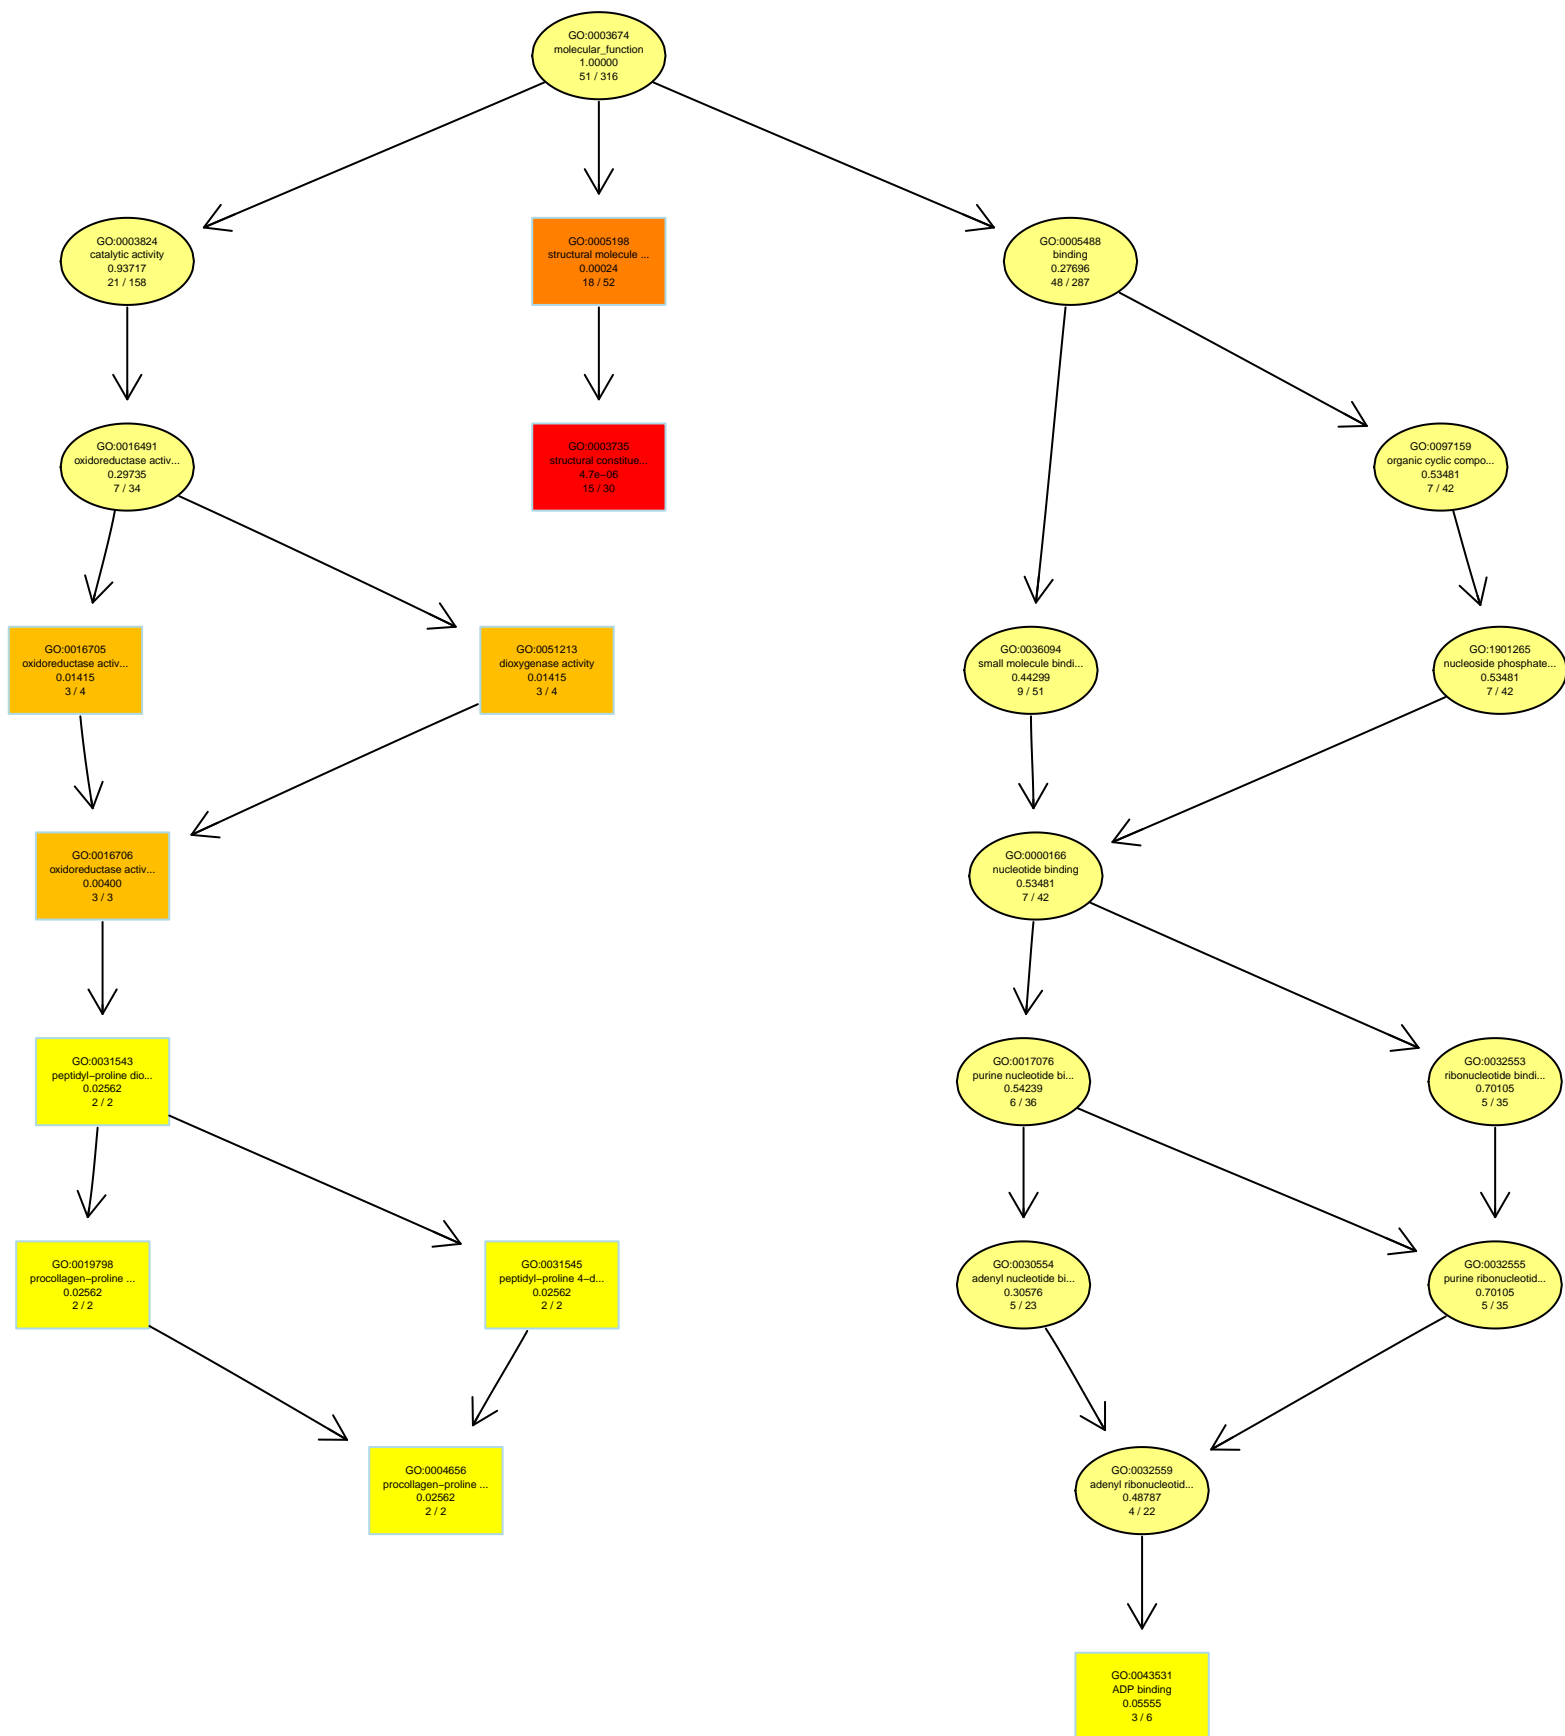 GO:0003674
molecular_function
1.00000
51 / 316
GO:0003824
catalytic activity
0.93717
21 / 158
GO:0005198
structural molecule ...
0.00024
18 / 52
GO:0005488
binding
0.27696
48 / 287
GO:0016491
oxidoreductase activ...
0.29735
7 / 34
GO:0003735
structural constitue...
4.7e−06
15 / 30
GO:0097159
organic cyclic compo...
0.53481
7 / 42
GO:0016705
oxidoreductase activ...
0.01415
3 / 4
GO:0051213
dioxygenase activity
0.01415
3 / 4
GO:0036094
small molecule bindi...
0.44299
9 / 51
GO:1901265
nucleoside phosphate...
0.53481
7 / 42
GO:0016706
oxidoreductase activ...
0.00400
3 / 3
GO:0000166
nucleotide binding
0.53481
7 / 42
GO:0031543
peptidyl−proline dio...
0.02562
2 / 2
GO:0017076
purine nucleotide bi...
0.54239
6 / 36
GO:0032553
ribonucleotide bindi...
0.70105
5 / 35
GO:0019798
procollagen−proline ...
0.02562
2 / 2
GO:0031545
peptidyl−proline 4−d...
0.02562
2 / 2
GO:0030554
adenyl nucleotide bi...
0.30576
5 / 23
GO:0032555
purine ribonucleotid...
0.70105
5 / 35
GO:0004656
procollagen−proline ...
0.02562
2 / 2
GO:0032559
adenyl ribonucleotid...
0.48787
4 / 22
GO:0043531
ADP binding
0.05555
3 / 6